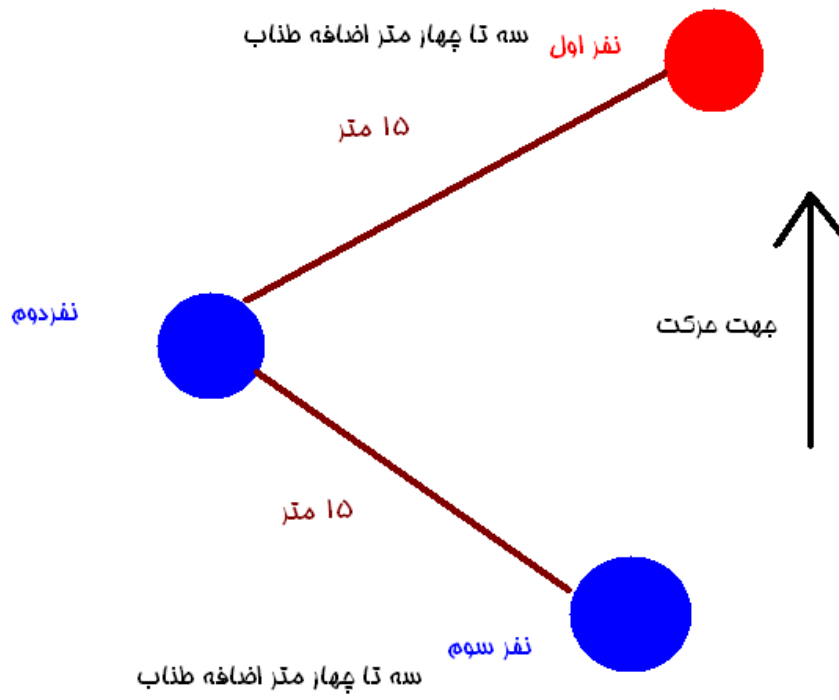 سه تا چهار متر اضافه طناب
نفر اول
۱۵ متر
نفردوم
جهت حرکت
۱۵ متر
نفر سوم
سه تا چهار متر اضافه طناب